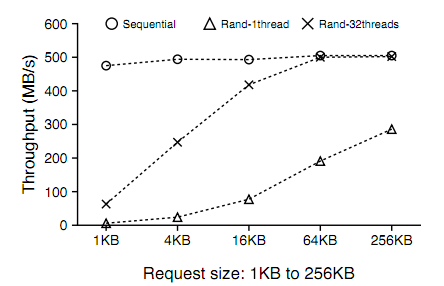 Sequential Rand-1thread Rand-32threads
Throughput (MB/s)
600
500
400
300
200
100
0
1KB 4KB 16KB 64KB 256KB
Request size: 1KB to 256KB